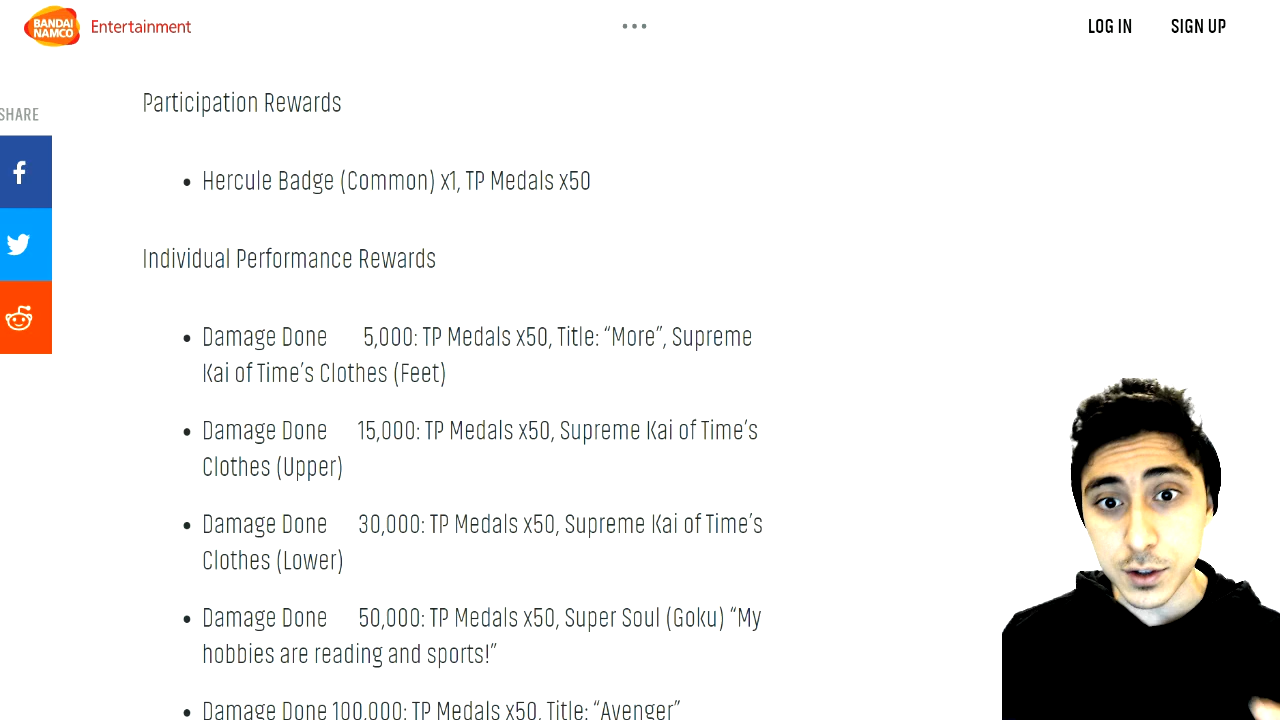 BANDAI
NAMCO
Entertainment
LOG IN
SIGN UP
SHARE
Participation Rewards
• Hercule Badge (Common) x1, TP Medals x50
Individual Performance Rewards
• Damage Done 5,000: TP Medals x50, Title: “More”, Supreme
Kai of Time’s Clothes (Feet)
• Damage Done 15,000: TP Medals x50, Supreme Kai of Time’s
Clothes (Upper)
• Damage Done 30,000: TP Medals x50, Supreme Kai of Time’s
Clothes (Lower)
• Damage Done 50,000: TP Medals x50, Super Soul (Goku) “My
hobbies are reading and sports!”
• Damage Done 100,000: TP Medals x50, Title: “Avenger”